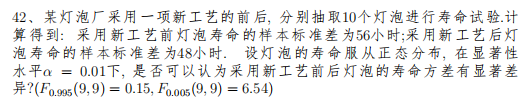 42、某灯泡厂采用一项新工艺的前后, 分别抽取10个灯泡进行寿命试验.计
算得到: 采用新工艺前灯泡寿命的样本标准差为56小时;采用新工艺后灯
泡寿命的样本标准差为48小时. 设灯泡的寿命服从正态分布, 在显著性
水平α = 0.01下, 是否可以认为采用新工艺前后灯泡的寿命方差有显著差
异?(F₀.₉₉₅(9,9) = 0.15, F₀.₀₀₅(9,9) = 6.54)